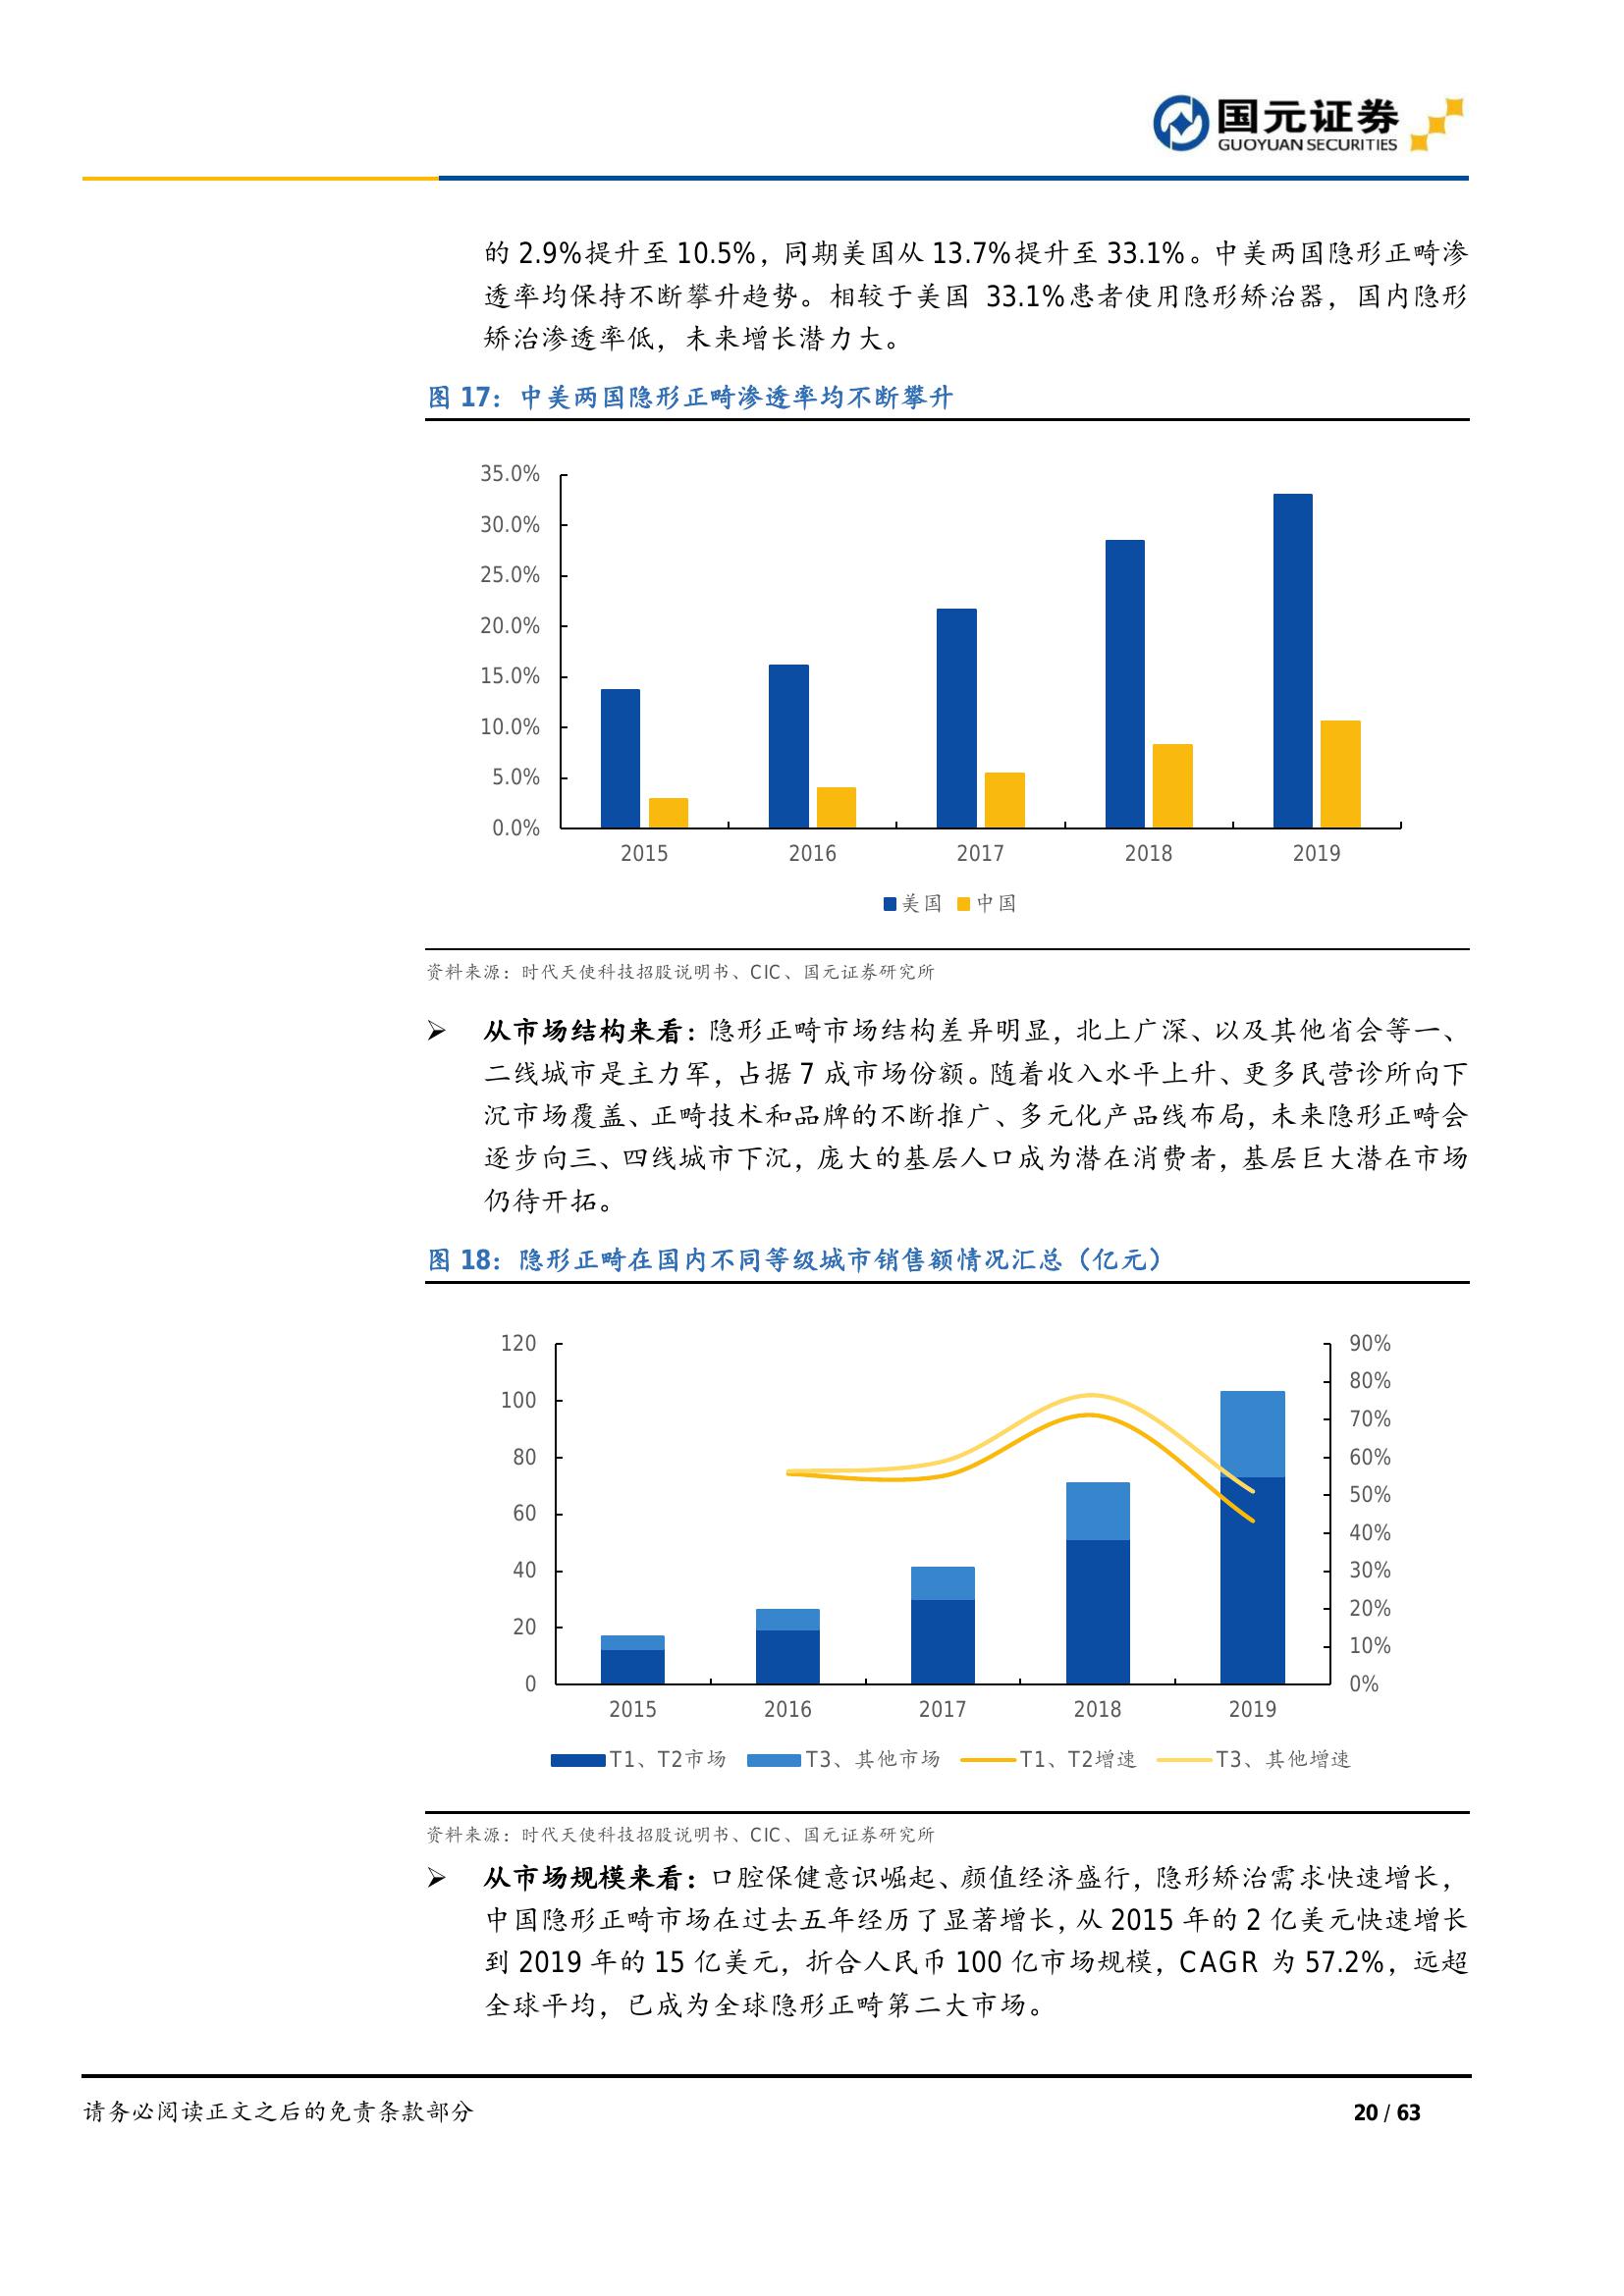 国元证券
GUOYUAN SECURITIES
的 2.9%提升至 10.5%，同期美国从 13.7%提升至 33.1%。中美两国隐形正畸渗
透率均保持不断攀升趋势。相较于美国 33.1%患者使用隐形矫治器，国内隐形
矫治渗透率低，未来增长潜力大。
图 17：中美两国隐形正畸渗透率均不断攀升
35.0%
30.0%
25.0%
20.0%
15.0%
10.0%
5.0%
0.0%
2015 2016 2017 2018 2019
美国 中国
资料来源：时代天使科技招股说明书、CIC、国元证券研究所
➢ 从市场结构来看：隐形正畸市场结构差异明显，北上广深、以及其他省会等一、
二线城市是主力军，占据 7 成市场份额。随着收入水平上升、更多民营诊所向下
沉市场覆盖、正畸技术和品牌的不断推广、多元化产品线布局，未来隐形正畸会
逐步向三、四线城市下沉，庞大的基层人口成为潜在消费者，基层巨大潜在市场
仍待开拓。
图 18：隐形正畸在国内不同等级城市销售额情况汇总（亿元）
120 90%
80%
100
70%
80 60%
50%
60
40%
40 30%
20%
20
10%
0 0%
2015 2016 2017 2018 2019
T1、T2市场 T3、其他市场 T1、T2增速 T3、其他增速
资料来源：时代天使科技招股说明书、CIC、国元证券研究所
➢ 从市场规模来看：口腔保健意识崛起、颜值经济盛行，隐形矫治需求快速增长，
中国隐形正畸市场在过去五年经历了显著增长，从 2015 年的 2 亿美元快速增长
到 2019 年的 15 亿美元，折合人民币 100 亿市场规模，CAGR 为 57.2%，远超
全球平均，已成为全球隐形正畸第二大市场。
请务必阅读正文之后的免责条款部分 20 / 63